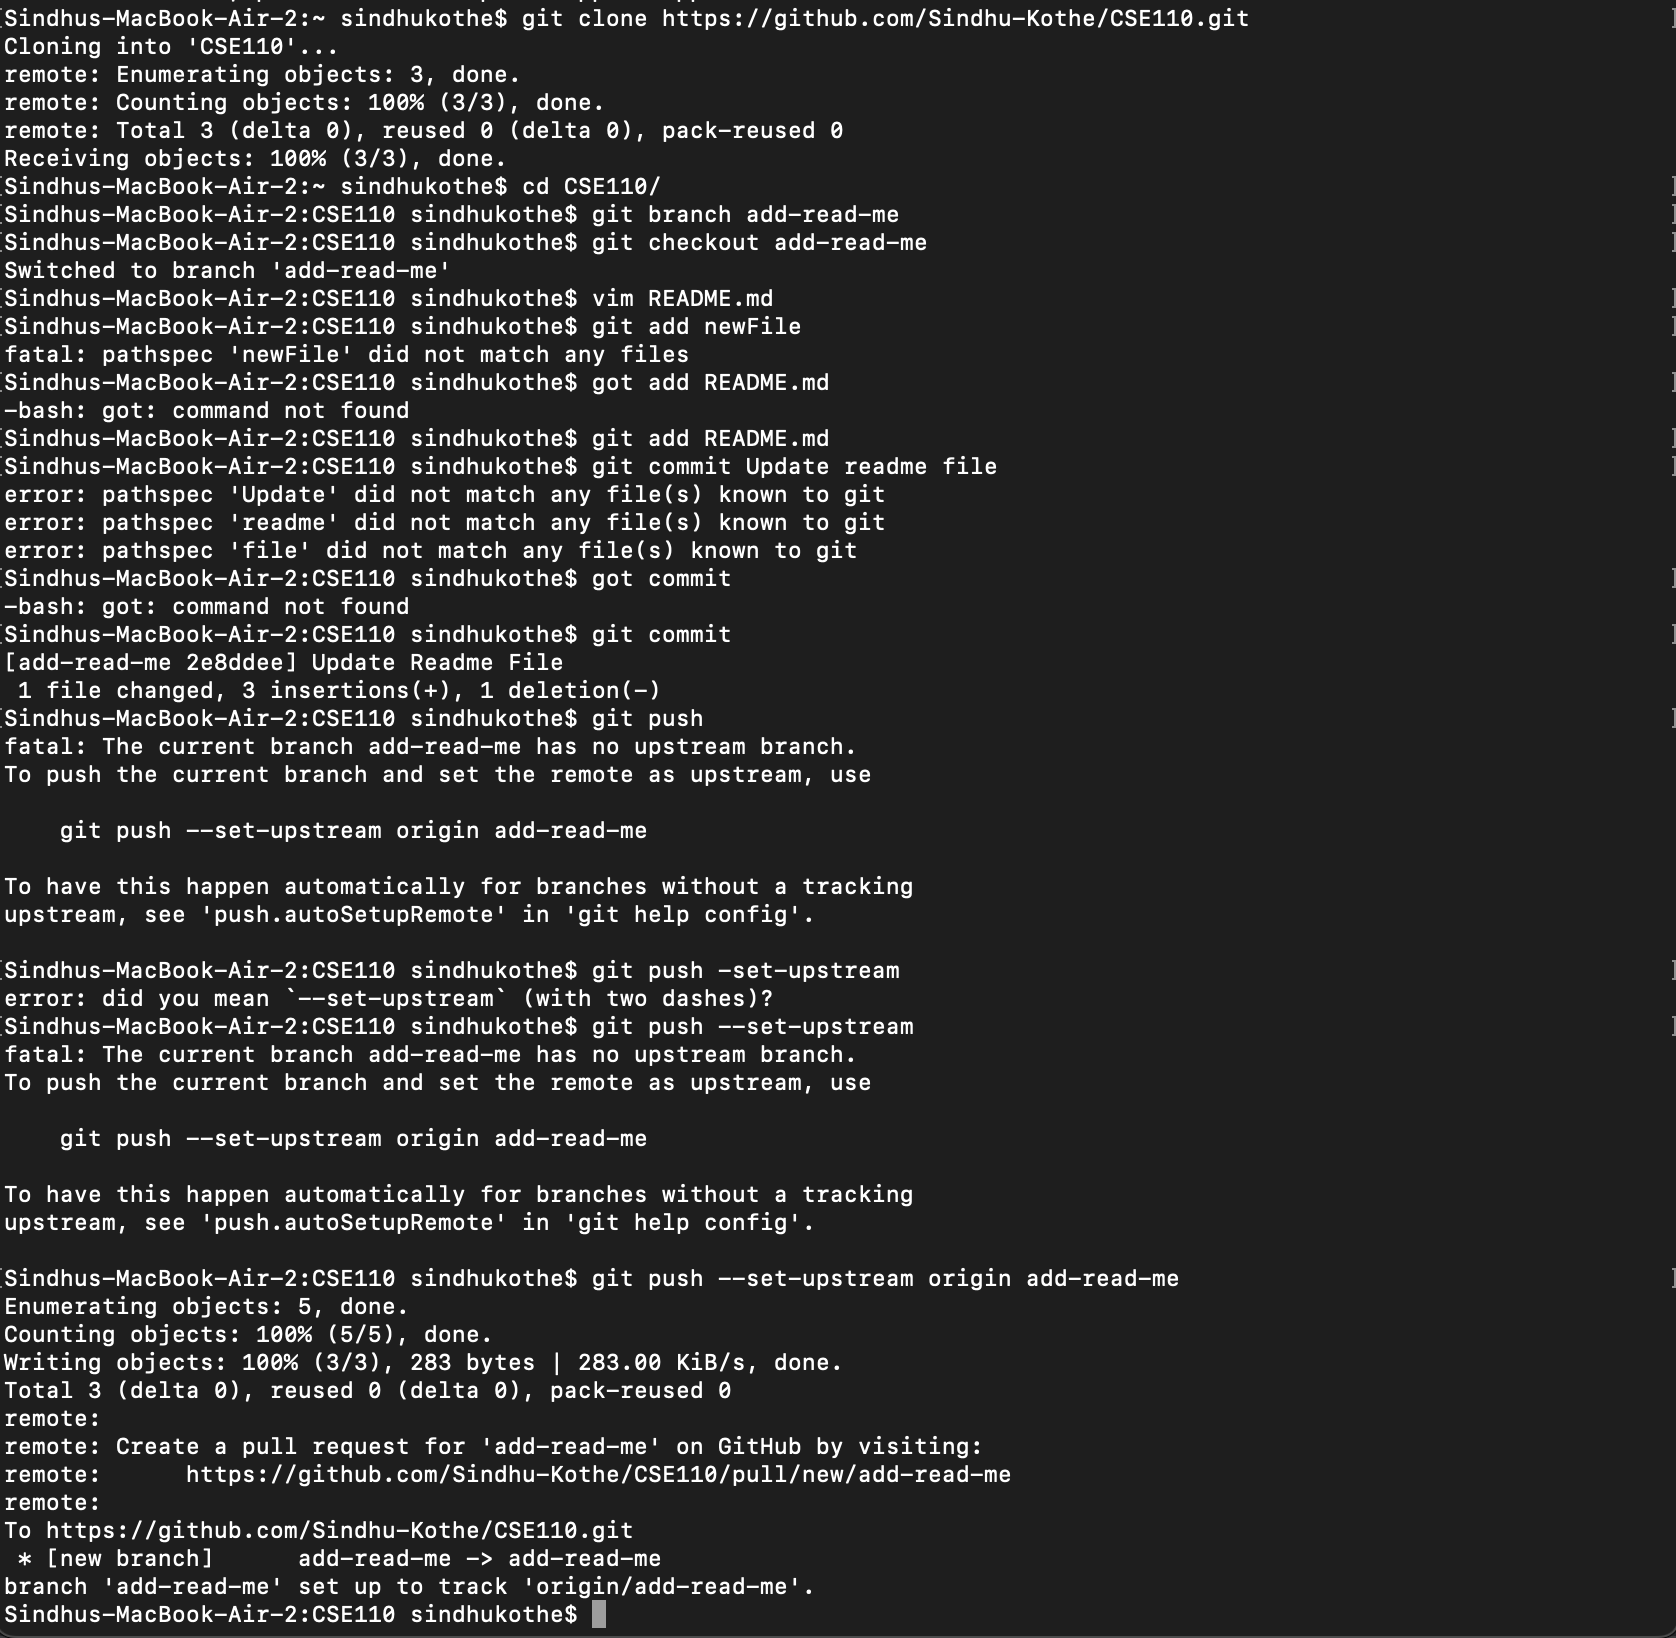 Sindhus-MacBook-Air-2:~ sindhukothe$ git clone https://github.com/Sindhu-Kothe/CSE110.git
Cloning into 'CSE110'...
remote: Enumerating objects: 3, done.
remote: Counting objects: 100% (3/3), done.
remote: Total 3 (delta 0), reused 0 (delta 0), pack-reused 0
Receiving objects: 100% (3/3), done.
Sindhus-MacBook-Air-2:~ sindhukothe$ cd CSE110/
Sindhus-MacBook-Air-2:CSE110 sindhukothe$ git branch add-read-me
Sindhus-MacBook-Air-2:CSE110 sindhukothe$ git checkout add-read-me
Switched to branch 'add-read-me'
Sindhus-MacBook-Air-2:CSE110 sindhukothe$ vim README.md
Sindhus-MacBook-Air-2:CSE110 sindhukothe$ git add newFile
fatal: pathspec 'newFile' did not match any files
Sindhus-MacBook-Air-2:CSE110 sindhukothe$ got add README.md
-bash: got: command not found
Sindhus-MacBook-Air-2:CSE110 sindhukothe$ git add README.md
Sindhus-MacBook-Air-2:CSE110 sindhukothe$ git commit Update readme file
error: pathspec 'Update' did not match any file(s) known to git
error: pathspec 'readme' did not match any file(s) known to git
error: pathspec 'file' did not match any file(s) known to git
Sindhus-MacBook-Air-2:CSE110 sindhukothe$ got commit
-bash: got: command not found
Sindhus-MacBook-Air-2:CSE110 sindhukothe$ git commit
[add-read-me 2e8ddee] Update Readme File
 1 file changed, 3 insertions(+), 1 deletion(-)
Sindhus-MacBook-Air-2:CSE110 sindhukothe$ git push
fatal: The current branch add-read-me has no upstream branch.
To push the current branch and set the remote as upstream, use

    git push --set-upstream origin add-read-me

To have this happen automatically for branches without a tracking
upstream, see 'push.autoSetupRemote' in 'git help config'.

Sindhus-MacBook-Air-2:CSE110 sindhukothe$ git push -set-upstream
error: did you mean `--set-upstream` (with two dashes)?
Sindhus-MacBook-Air-2:CSE110 sindhukothe$ git push --set-upstream
fatal: The current branch add-read-me has no upstream branch.
To push the current branch and set the remote as upstream, use

    git push --set-upstream origin add-read-me

To have this happen automatically for branches without a tracking
upstream, see 'push.autoSetupRemote' in 'git help config'.

Sindhus-MacBook-Air-2:CSE110 sindhukothe$ git push --set-upstream origin add-read-me
Enumerating objects: 5, done.
Counting objects: 100% (5/5), done.
Writing objects: 100% (3/3), 283 bytes | 283.00 KiB/s, done.
Total 3 (delta 0), reused 0 (delta 0), pack-reused 0
remote:
remote: Create a pull request for 'add-read-me' on GitHub by visiting:
remote:      https://github.com/Sindhu-Kothe/CSE110/pull/new/add-read-me
remote:
To https://github.com/Sindhu-Kothe/CSE110.git
 * [new branch]      add-read-me -> add-read-me
branch 'add-read-me' set up to track 'origin/add-read-me'.
Sindhus-MacBook-Air-2:CSE110 sindhukothe$